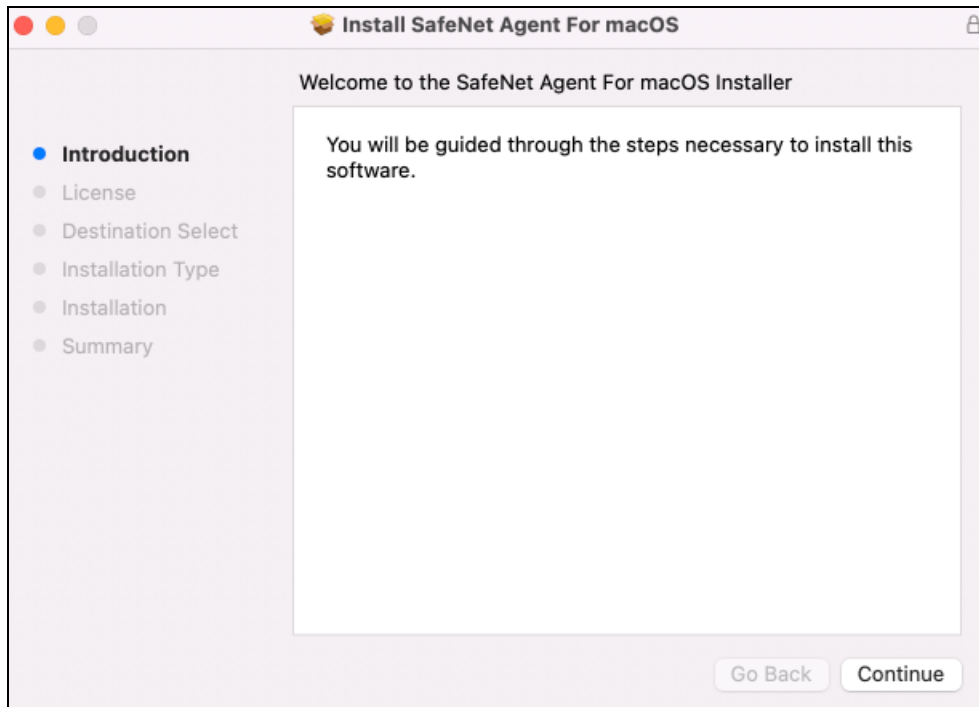 Install SafeNet Agent For macOS
Welcome to the SafeNet Agent For macOS Installer
Introduction
License
Destination Select
Installation Type
Installation
Summary
You will be guided through the steps necessary to install this
software.
Go Back
Continue